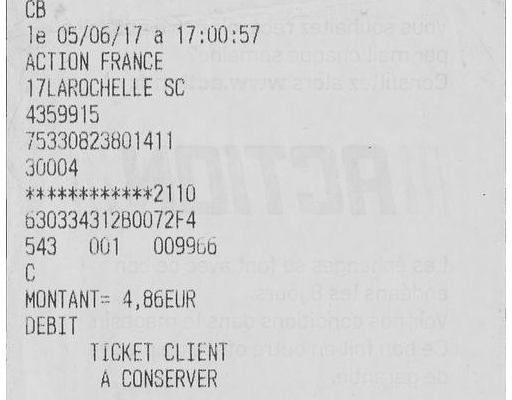 CB
le 05/06/17 a 17:00:57
ACTION FRANCE
17LAROCHELLE SC
4359915
75330823801411
30004
************2110
63033431280072F4
543 001 009966
C
MONTANT= 4,86EUR
DEBIT
TICKET CLIENT
A CONSERVER